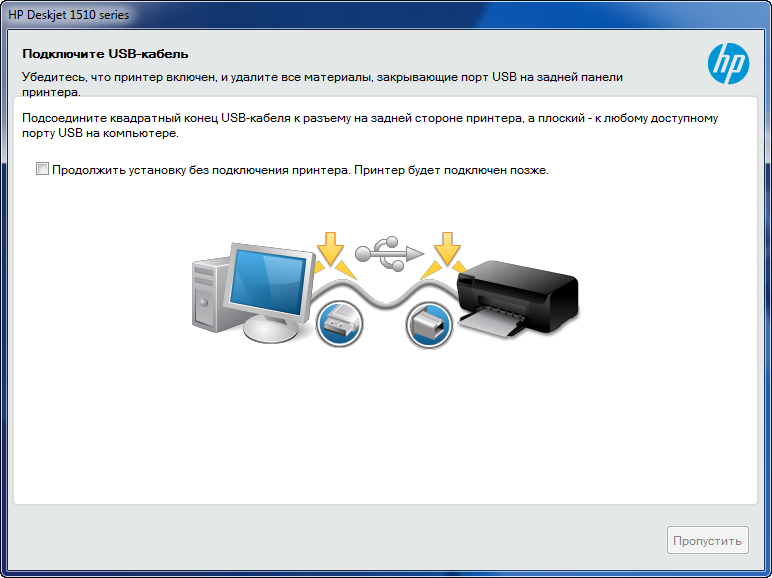 HP Deskjet 1510 series
Подключите USB-кабель
Убедитесь, что принтер включен, и удалите все материалы, закрывающие порт USB на задней панели
принтера.
hp
Подсоедините квадратный конец USB-кабеля к разъему на задней стороне принтера, а плоский - к любому доступному
порту USB на компьютере.
Продолжить установку без подключения принтера. Принтер будет подключен позже.
Пропустить